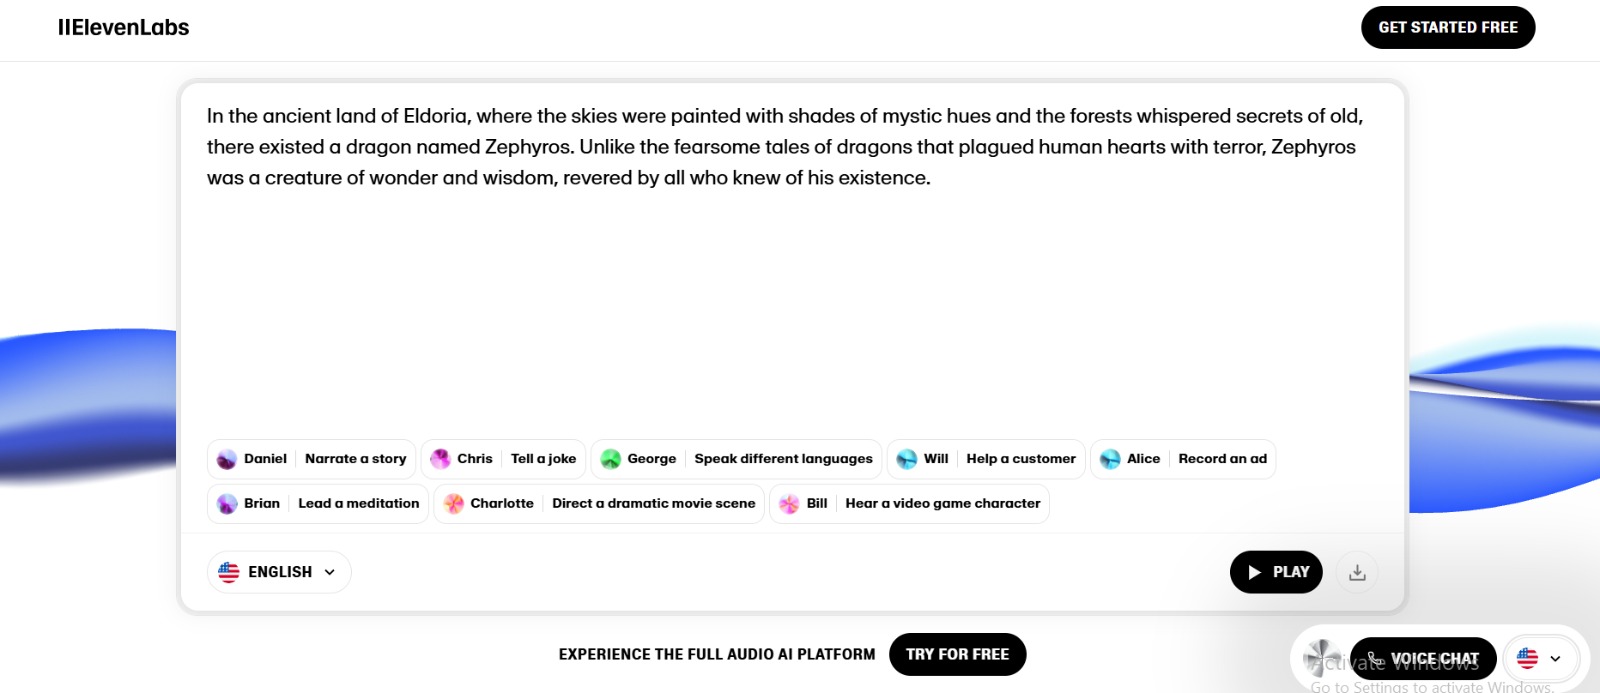 IIElevenLabs
GET STARTED FREE
In the ancient land of Eldoria, where the skies were painted with shades of mystic hues and the forests whispered secrets of old,
there existed a dragon named Zephyros. Unlike the fearsome tales of dragons that plagued human hearts with terror, Zephyros
was a creature of wonder and wisdom, revered by all who knew of his existence.
Daniel Narrate a story Chris Tell a joke George Speak different languages Will Help a customer Alice Record an ad
Brian Lead a meditation Charlotte Direct a dramatic movie scene Bill Hear a video game character
ENGLISH
PLAY
EXPERIENCE THE FULL AUDIO AI PLATFORM TRY FOR FREE
VOICE CHAT
Activate Windows
Go to Settings to activate Windows.